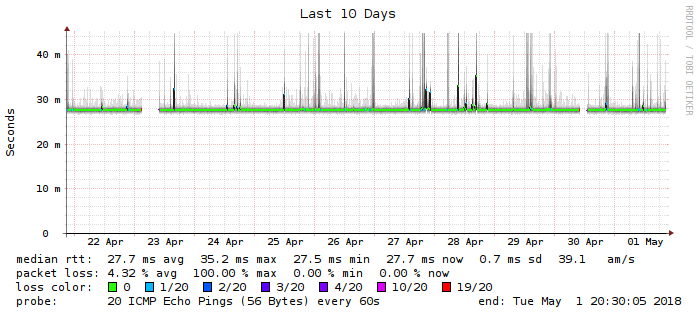 Last 10 Days
RRDTOOL / TOBI OETIKER
Seconds
40 m
30 m
20 m
10 m
0
22 Apr 23 Apr 24 Apr 25 Apr 26 Apr 27 Apr 28 Apr 29 Apr 30 Apr 01 May
median rtt: 27.7 ms avg 35.2 ms max 27.5 ms min 27.7 ms now 0.7 ms sd 39.1 am/s
packet loss: 4.32 % avg 100.00 % max 0.00 % min 0.00 % now
loss color: 0 1/20 2/20 3/20 4/20 10/20 19/20
probe: 20 ICMP Echo Pings (56 Bytes) every 60s end: Tue May 1 20:30:05 2018